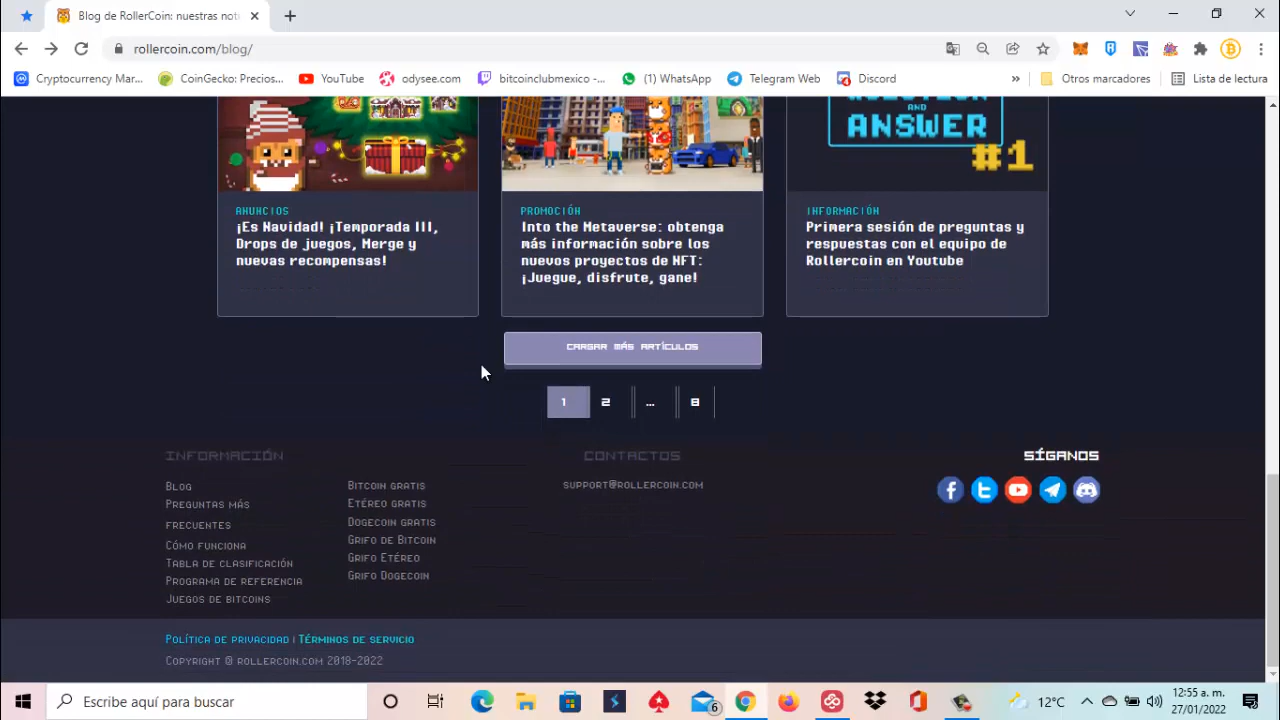 Blog de RollerCoin: nuestras not
rollercoin.com/blog/
Cryptocurrency Mar...
CoinGecko: Precios...
YouTube
odysee.com
bitcoinclubmexico -...
(1) WhatsApp
Telegram Web
Discord
»
Otros marcadores
Lista de lectura
AND
ANSWER
#1
ANUNCIOS
¡Es Navidad! ¡Temporada III,
Drops de juegos, Merge y
nuevas recompensas!
PROMOCIÓN
Into the Metaverse: obtenga
más información sobre los
nuevos proyectos de NFT:
¡Juegue, disfrute, gane!
INFORMACIÓN
Primera sesión de preguntas y
respuestas con el equipo de
Rollercoin en Youtube
CARGAR MÁS ARTÍCULOS
1 2 ... 8
INFORMACIÓN
Blog
Preguntas más
frecuentes
Cómo funciona
Tabla de clasificación
Programa de referencia
Juegos de bitcoins
Bitcoin gratis
Etéreo gratis
Dogecoin gratis
Grifo de Bitcoin
Grifo Etéreo
Grifo Dogecoin
CONTACTOS
support@rollercoin.com
SÍGANOS
Política de privacidad | Términos de servicio
Copyright @ rollercoin.com 2018-2022
Escribe aquí para buscar
6
12°C
12:55 a. m.
27/01/2022